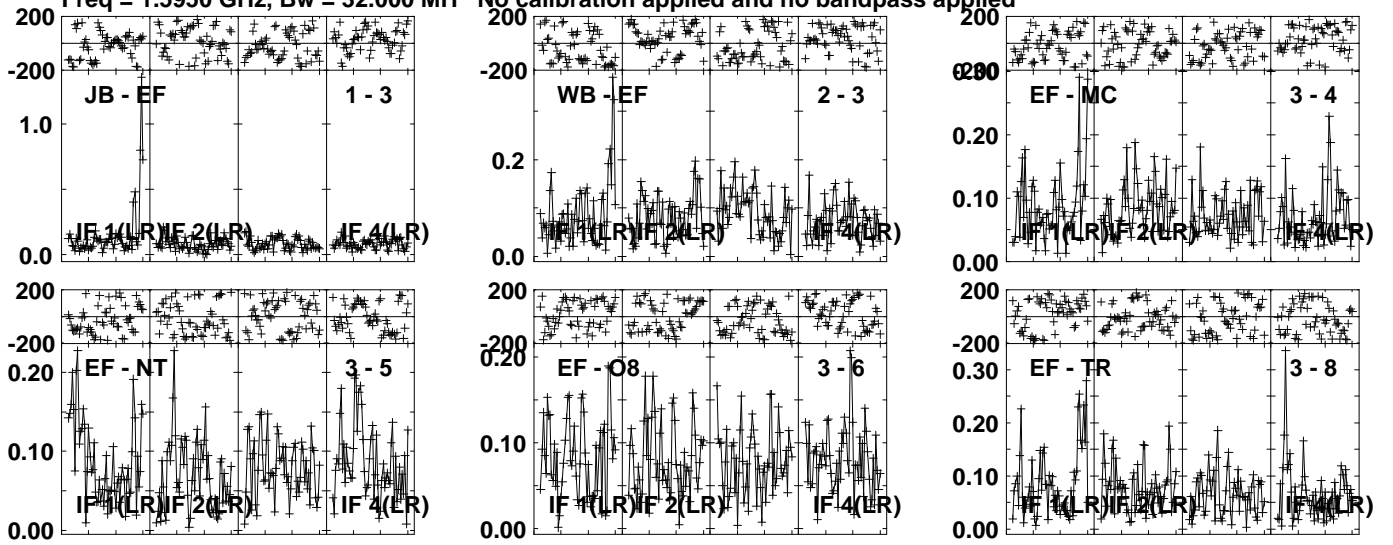 Freq = 1.5950 GHz, Bw = 32.000 MH No calibration applied and no bandpass applied
200
-200
JB - EF 1 - 3
1.0
0.0
IF 1(LR) IF 2(LR) IF 4(LR)
200
-200
WB - EF 2 - 3
0.2
0.0
IF 1(LR) IF 2(LR) IF 4(LR)
200
-200
0.30
EF - MC 3 - 4
0.20
0.10
0.00
IF 1(LR) IF 2(LR) IF 4(LR)
200
-200
EF - NT 3 - 5
0.20
0.10
0.00
IF 1(LR) IF 2(LR) IF 4(LR)
200
-200
0.20
EF - O8 3 - 6
0.10
0.00
IF 1(LR) IF 2(LR) IF 4(LR)
200
-200
EF - TR 3 - 8
0.30
0.20
0.10
0.00
IF 1(LR) IF 2(LR) IF 4(LR)